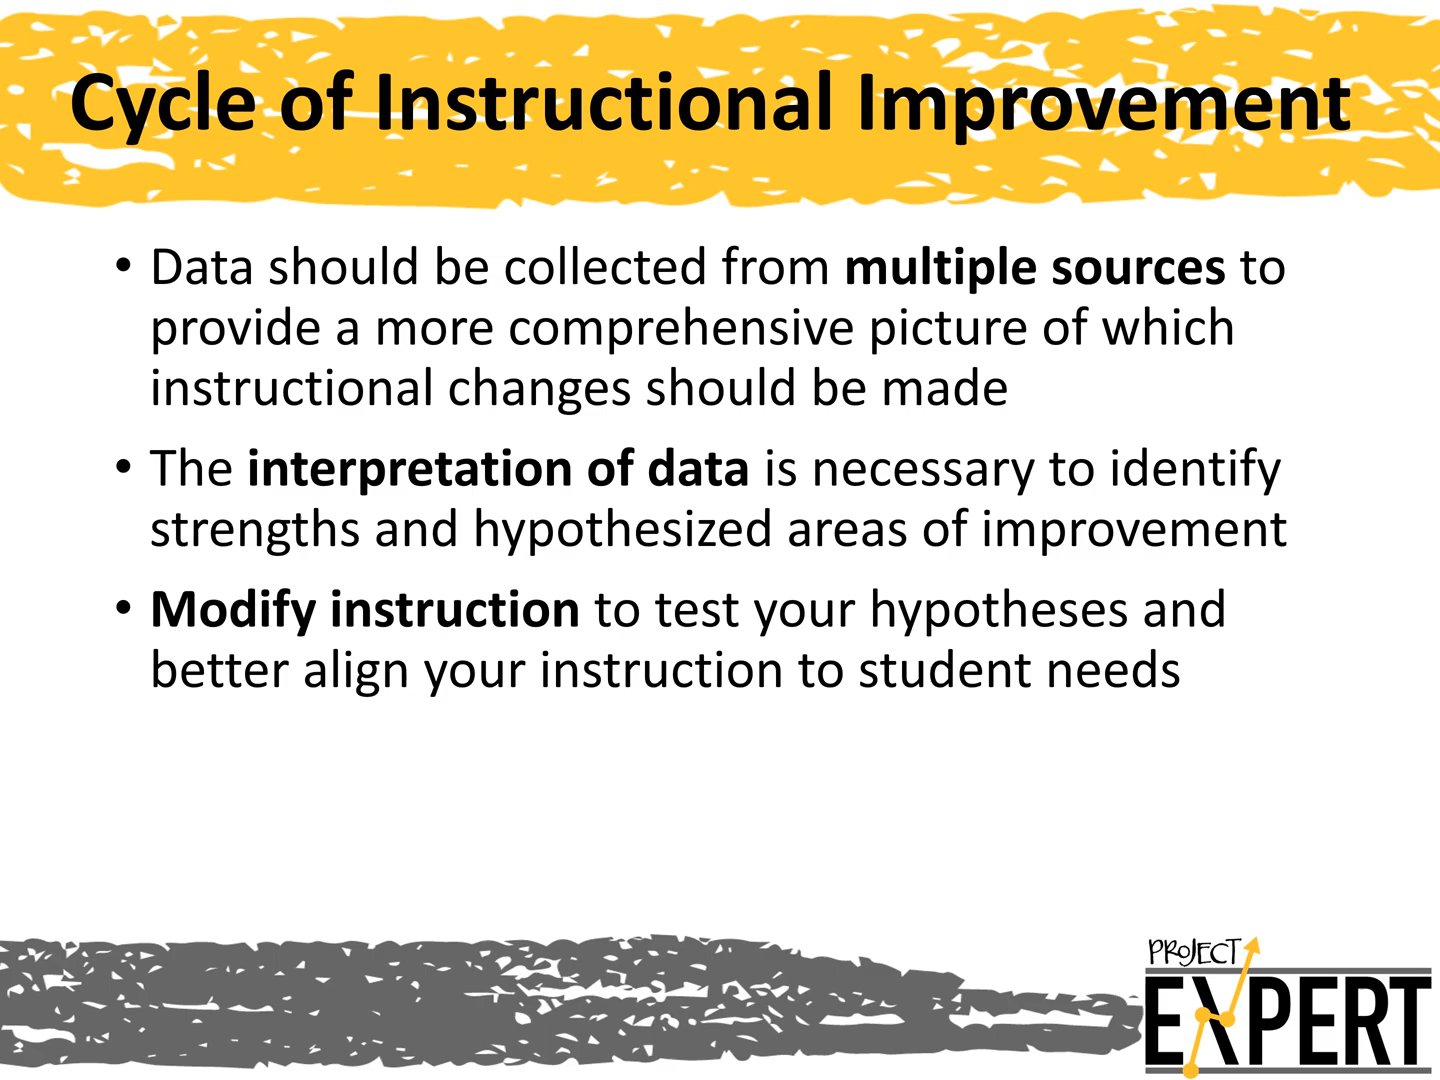 Cycle of Instructional Improvement
• Data should be collected from multiple sources to
provide a more comprehensive picture of which
instructional changes should be made
• The interpretation of data is necessary to identify
strengths and hypothesized areas of improvement
• Modify instruction to test your hypotheses and
better align your instruction to student needs
PROJECT
EXPERT